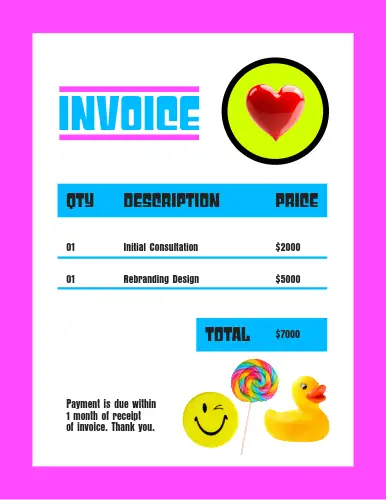 INVOICE
QTY DESCRIPTION PRICE
01 Initial Consultation $2000
01 Rebranding Design $5000
TOTAL $7000
Payment is due within
1 month of receipt
of invoice. Thank you.